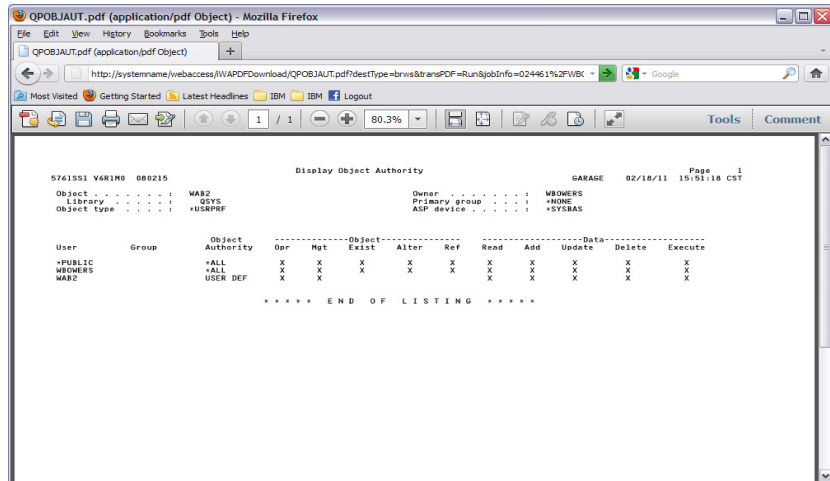 QPOBJAUT.pdf (application/pdf Object) - Mozilla Firefox
File Edit View History Bookmarks Tools Help
QPOBJAUT.pdf (application/pdf Object) +
http://systemname/webaccess/iWAPDFDownload/QPOBJAUT.pdf?destType=brws&transPDF=Run&jobInfo=024461%2FWB( Google
Most Visited Getting Started Latest Headlines IBM IBM Logout
1 / 1 80.3% Tools Comment
Display Object Authority Page 1
5761SS1 V6R1M0 080215 GARAGE 02/18/11 15:51:18 CST
Object . . . . . . . : WAB2 Owner . . . . . . . : WBOWERS
Library . . . . . : QSYS Primary group . . . : *NONE
Object type . . . . : *USRPRF ASP device . . . . . : *SYSBAS
Object -------------Object-------------- ------------------Data------------------
User Group Authority Opr Mgt Exist Alter Ref Read Add Update Delete Execute
*PUBLIC *ALL X X X X X X X X X X
WBOWERS *ALL X X X X X X X X X X
WAB2 USER DEF X X X X X X X
* * * * * E N D O F L I S T I N G * * * * *